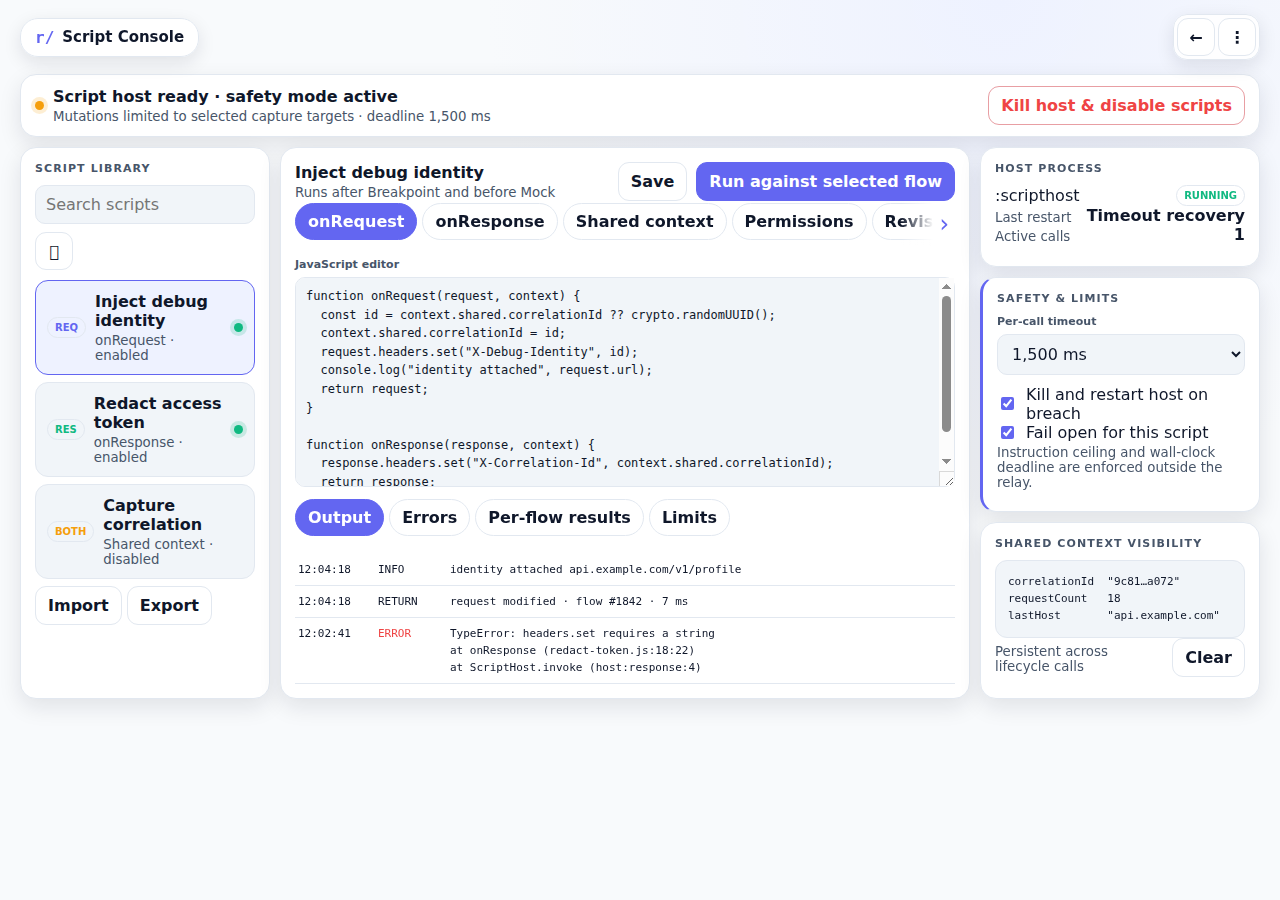 r/ Script Console
←
⋮
Script host ready · safety mode active
Mutations limited to selected capture targets · deadline 1,500 ms
Kill host & disable scripts
SCRIPT LIBRARY
Search scripts
REQ
Inject debug
identity
onRequest ·
enabled
RES
Redact access
token
onResponse ·
enabled
BOTH
Capture
correlation
Shared context ·
disabled
Import
Export
Inject debug identity
Runs after Breakpoint and before Mock
Save
Run against selected flow
onRequest
onResponse
Shared context
Permissions
Revis
›
JavaScript editor
function onRequest(request, context) {
  const id = context.shared.correlationId ?? crypto.randomUUID();
  context.shared.correlationId = id;
  request.headers.set("X-Debug-Identity", id);
  console.log("identity attached", request.url);
  return request;
}
function onResponse(response, context) {
  response.headers.set("X-Correlation-Id", context.shared.correlationId);
  return response;
Output
Errors
Per-flow results
Limits
12:04:18 INFO identity attached api.example.com/v1/profile
12:04:18 RETURN request modified · flow #1842 · 7 ms
12:02:41 ERROR TypeError: headers.set requires a string
at onResponse (redact-token.js:18:22)
at ScriptHost.invoke (host:response:4)
HOST PROCESS
:scripthost
RUNNING
Last restart Timeout recovery
Active calls 1
SAFETY & LIMITS
Per-call timeout
1,500 ms
Kill and restart host on
breach
Fail open for this script
Instruction ceiling and wall-clock
deadline are enforced outside the
relay.
SHARED CONTEXT VISIBILITY
correlationId "9c81…a072"
requestCount 18
lastHost "api.example.com"
Persistent across
lifecycle calls
Clear